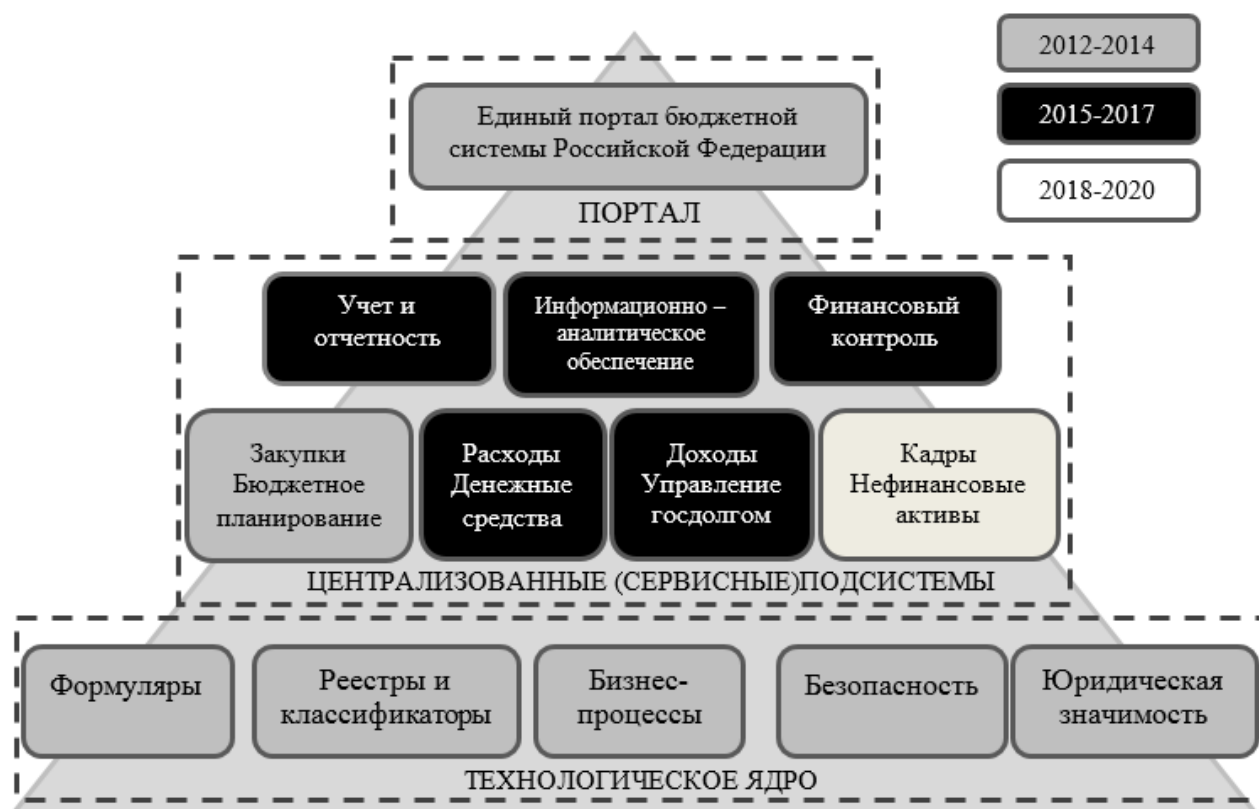 2012-2014
2015-2017
2018-2020
Единый портал бюджетной
системы Российской Федерации
ПОРТАЛ
Учет и
отчетность
Информационно –
аналитическое
обеспечение
Финансовый
контроль
Закупки
Бюджетное
планирование
Расходы
Денежные
средства
Доходы
Управление
госдолгом
Кадры
Нефинансовые
активы
ЦЕНТРАЛИЗОВАННЫЕ (СЕРВИСНЫЕ)ПОДСИСТЕМЫ
Формуляры
Реестры и
классификаторы
Бизнес-
процессы
Безопасность
Юридическая
значимость
ТЕХНОЛОГИЧЕСКОЕ ЯДРО